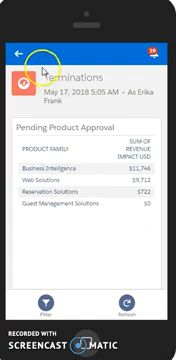 10
Terminations
May 17, 2018 5:05 AM • As Erika
Frank
Pending Product Approval
PRODUCT FAMILY
SUM OF
REVENUE
IMPACT USD
Business Intelligence $11,746
Web Solutions $9,712
Reservation Solutions $722
Guest Management Solutions $0
Filter Refresh
RECORDED WITH
SCREENCAST MATIC